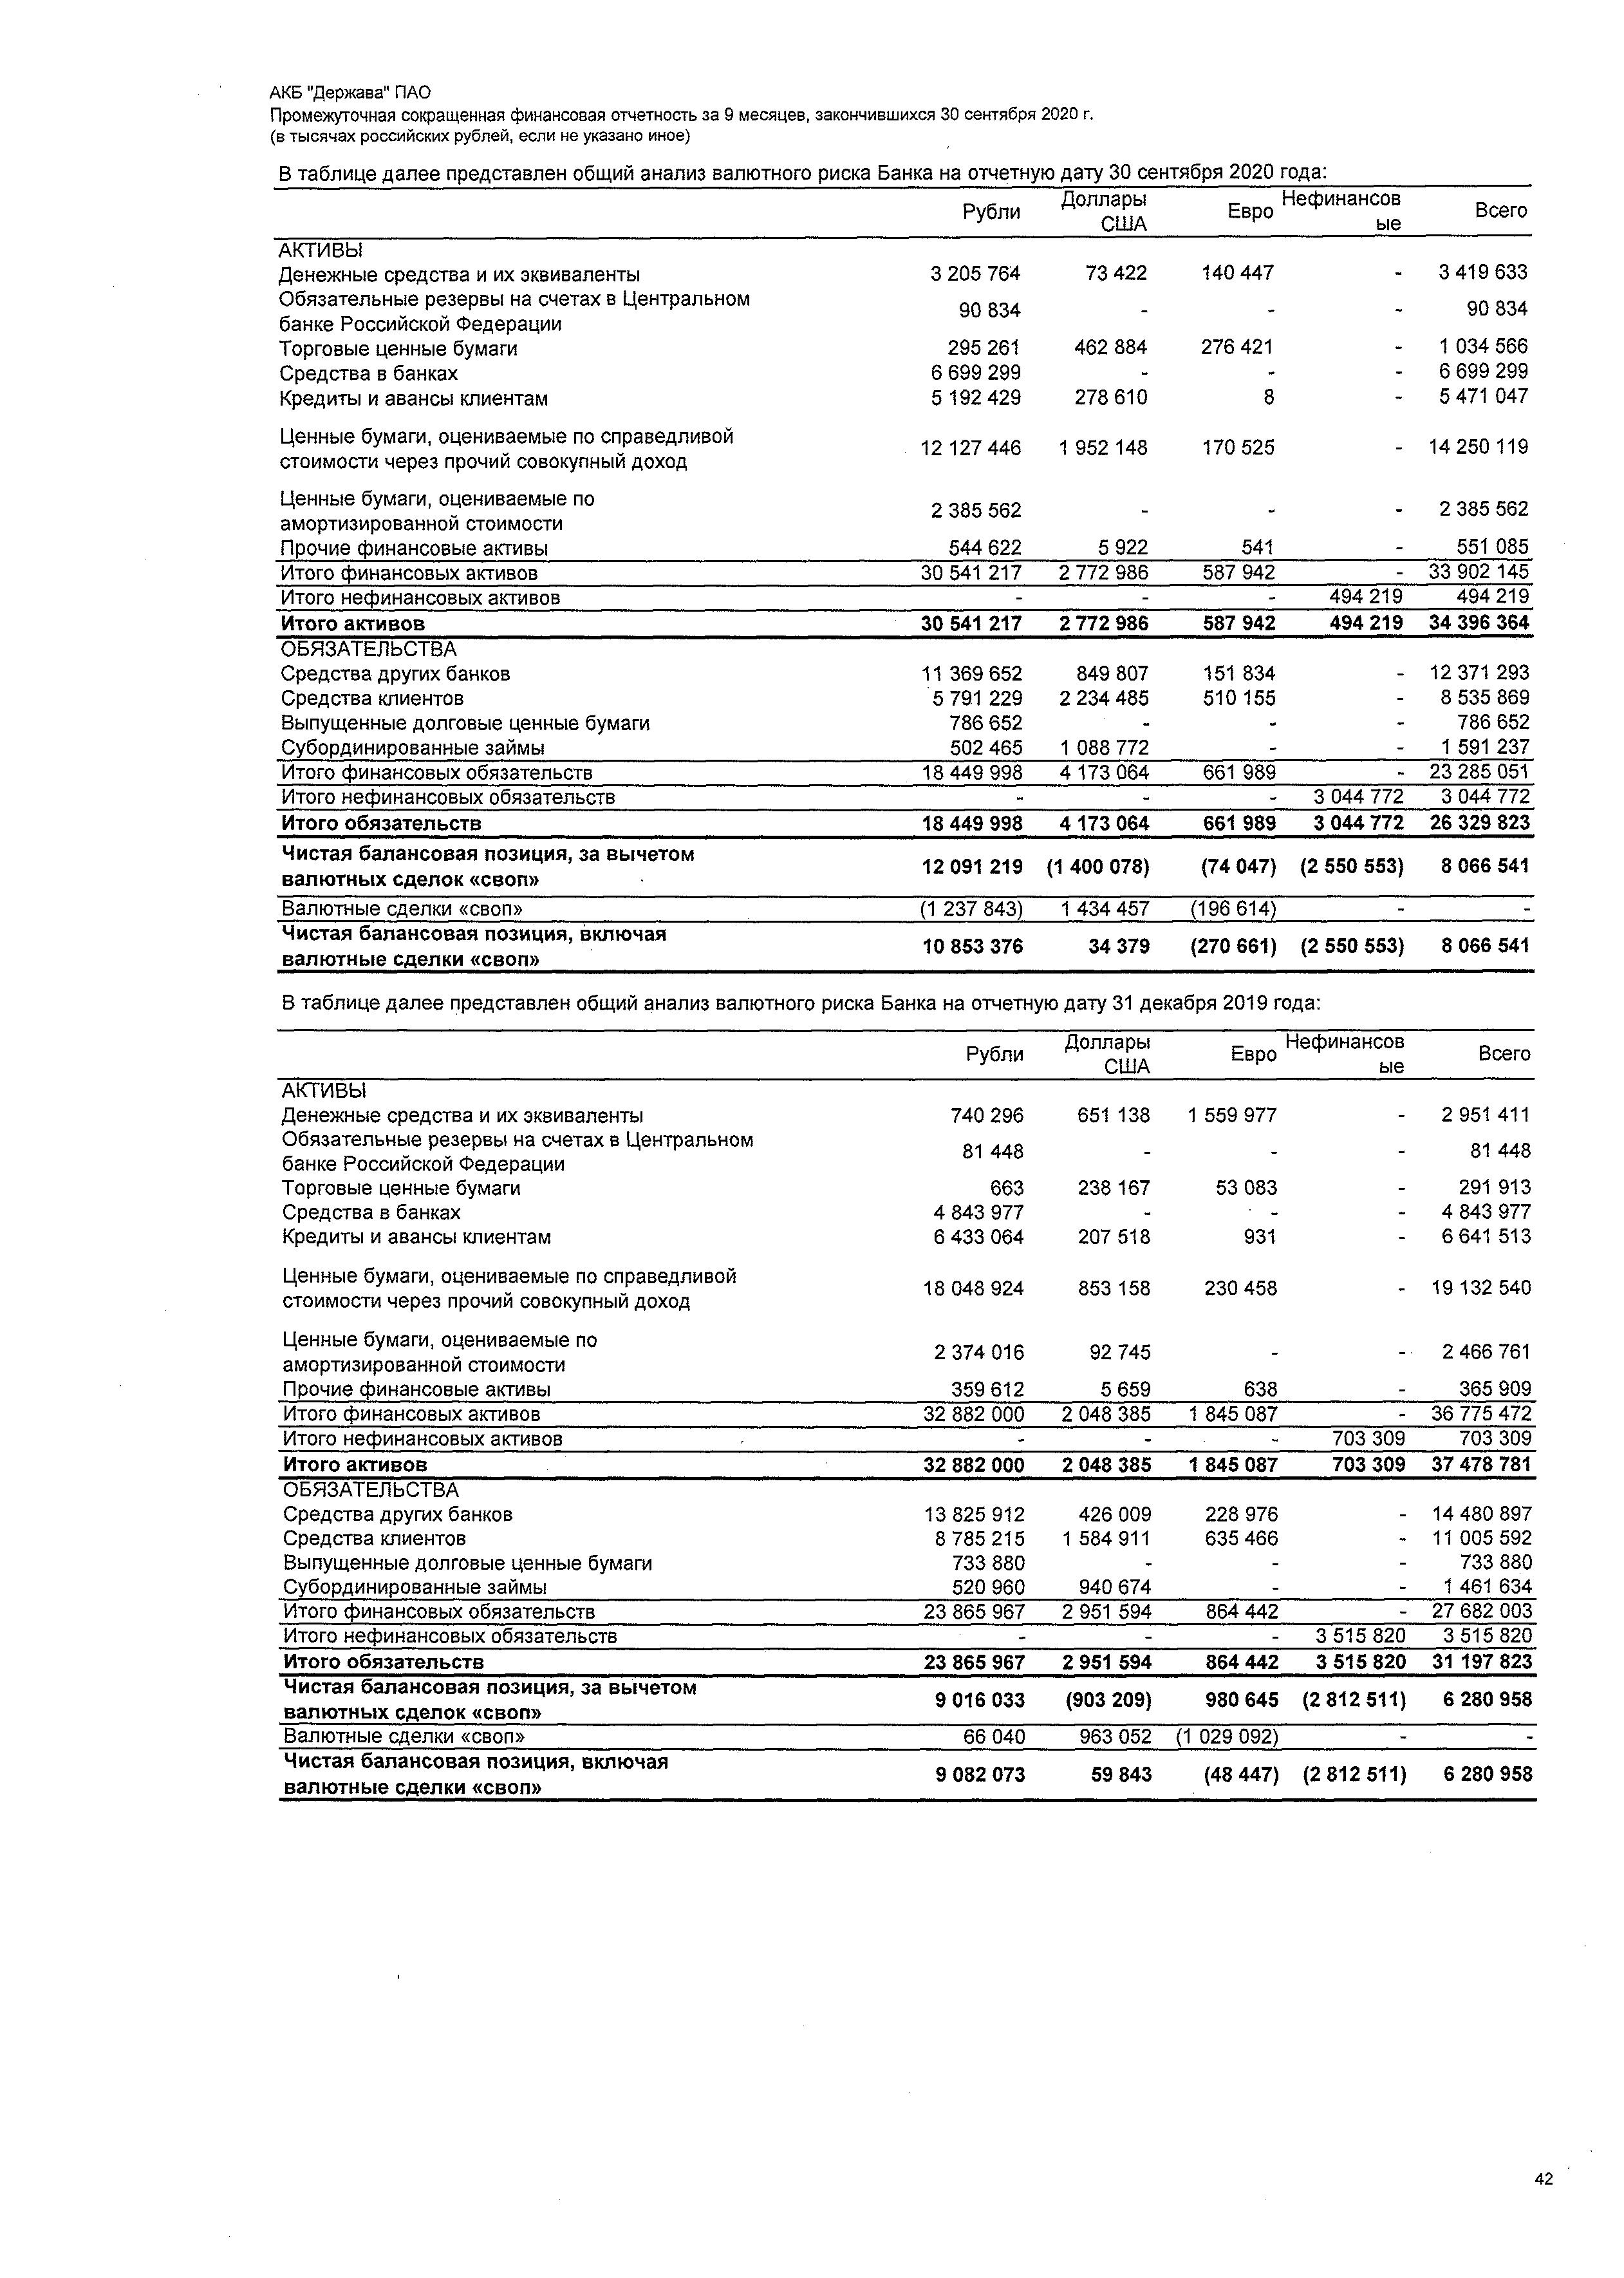 АКБ "Держава" ПАО
Промежуточная сокращенная финансовая отчетность за 9 месяцев, закончившихся 30 сентября 2020 г.
(в тысячах российских рублей, если не указано иное)
В таблице далее представлен общий анализ валютного риска Банка на отчетную дату 30 сентября 2020 года:
Рубли Доллары США Евро Нефинансовые Всего
АКТИВЫ
Денежные средства и их эквиваленты 3 205 764 73 422 140 447 - 3 419 633
Обязательные резервы на счетах в Центральном
банке Российской Федерации 90 834 - - - 90 834
Торговые ценные бумаги 295 261 462 884 276 421 - 1 034 566
Средства в банках 6 699 299 - - - 6 699 299
Кредиты и авансы клиентам 5 192 429 278 610 8 - 5 471 047
Ценные бумаги, оцениваемые по справедливой
стоимости через прочий совокупный доход 12 127 446 1 952 148 170 525 - 14 250 119
Ценные бумаги, оцениваемые по
амортизированной стоимости 2 385 562 - - - 2 385 562
Прочие финансовые активы 544 622 5 922 541 - 551 085
Итого финансовых активов 30 541 217 2 772 986 587 942 - 33 902 145
Итого нефинансовых активов - - - 494 219 494 219
Итого активов 30 541 217 2 772 986 587 942 494 219 34 396 364
ОБЯЗАТЕЛЬСТВА
Средства других банков 11 369 652 849 807 151 834 - 12 371 293
Средства клиентов 5 791 229 2 234 485 510 155 - 8 535 869
Выпущенные долговые ценные бумаги 786 652 - - - 786 652
Субординированные займы 502 465 1 088 772 - - 1 591 237
Итого финансовых обязательств 18 449 998 4 173 064 661 989 - 23 285 051
Итого нефинансовых обязательств - - - 3 044 772 3 044 772
Итого обязательств 18 449 998 4 173 064 661 989 3 044 772 26 329 823
Чистая балансовая позиция, за вычетом
валютных сделок «своп» 12 091 219 (1 400 078) (74 047) (2 550 553) 8 066 541
Валютные сделки «своп» (1 237 843) 1 434 457 (196 614) - -
Чистая балансовая позиция, включая
валютные сделки «своп» 10 853 376 34 379 (270 661) (2 550 553) 8 066 541
В таблице далее представлен общий анализ валютного риска Банка на отчетную дату 31 декабря 2019 года:
Рубли Доллары США Евро Нефинансовые Всего
АКТИВЫ
Денежные средства и их эквиваленты 740 296 651 138 1 559 977 - 2 951 411
Обязательные резервы на счетах в Центральном
банке Российской Федерации 81 448 - - - 81 448
Торговые ценные бумаги 663 238 167 53 083 - 291 913
Средства в банках 4 843 977 - - - 4 843 977
Кредиты и авансы клиентам 6 433 064 207 518 931 - 6 641 513
Ценные бумаги, оцениваемые по справедливой
стоимости через прочий совокупный доход 18 048 924 853 158 230 458 - 19 132 540
Ценные бумаги, оцениваемые по
амортизированной стоимости 2 374 016 92 745 - - 2 466 761
Прочие финансовые активы 359 612 5 659 638 - 365 909
Итого финансовых активов 32 882 000 2 048 385 1 845 087 - 36 775 472
Итого нефинансовых активов - - - 703 309 703 309
Итого активов 32 882 000 2 048 385 1 845 087 703 309 37 478 781
ОБЯЗАТЕЛЬСТВА
Средства других банков 13 825 912 426 009 228 976 - 14 480 897
Средства клиентов 8 785 215 1 584 911 635 466 - 11 005 592
Выпущенные долговые ценные бумаги 733 880 - - - 733 880
Субординированные займы 520 960 940 674 - - 1 461 634
Итого финансовых обязательств 23 865 967 2 951 594 864 442 - 27 682 003
Итого нефинансовых обязательств - - - 3 515 820 3 515 820
Итого обязательств 23 865 967 2 951 594 864 442 3 515 820 31 197 823
Чистая балансовая позиция, за вычетом
валютных сделок «своп» 9 016 033 (903 209) 980 645 (2 812 511) 6 280 958
Валютные сделки «своп» 66 040 963 052 (1 029 092) - -
Чистая балансовая позиция, включая
валютные сделки «своп» 9 082 073 59 843 (48 447) (2 812 511) 6 280 958
42